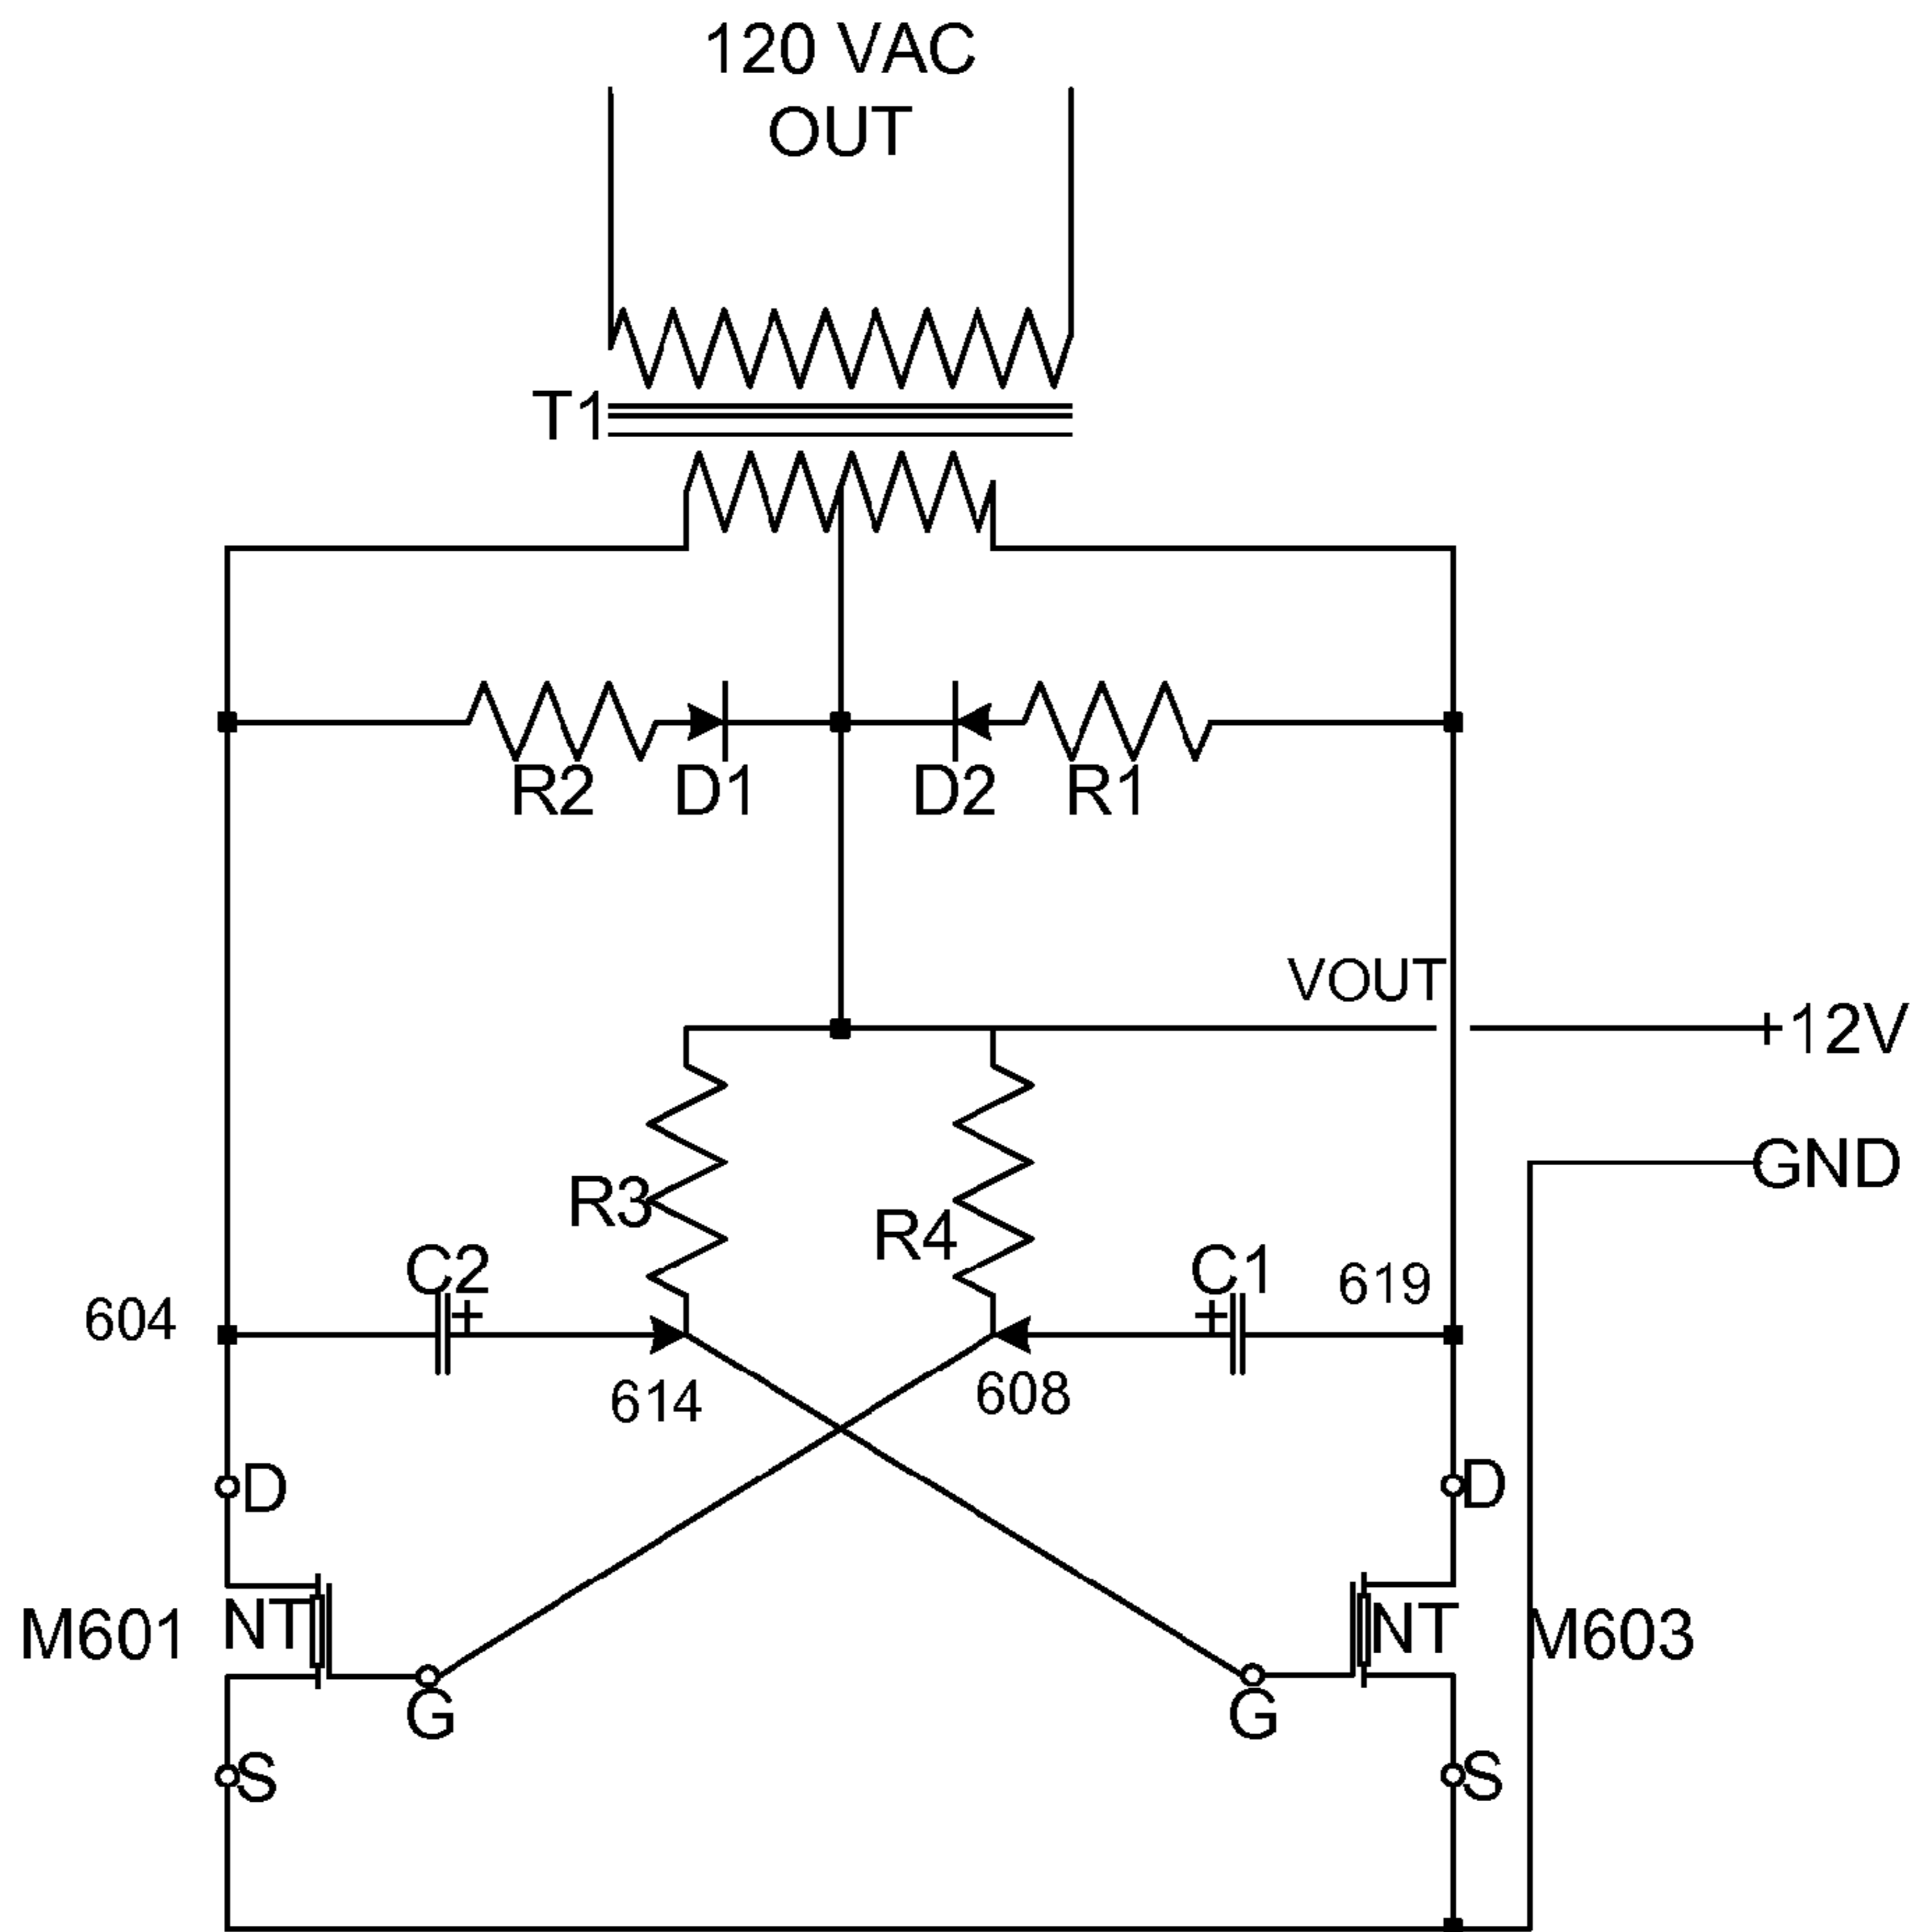 120 VAC
OUT
T1
R2 D1 D2 R1
VOUT
+12V
GND
R3 R4
C2 C1
+ +
604 619
614 608
D D
M601 NT NT M603
G G
S S